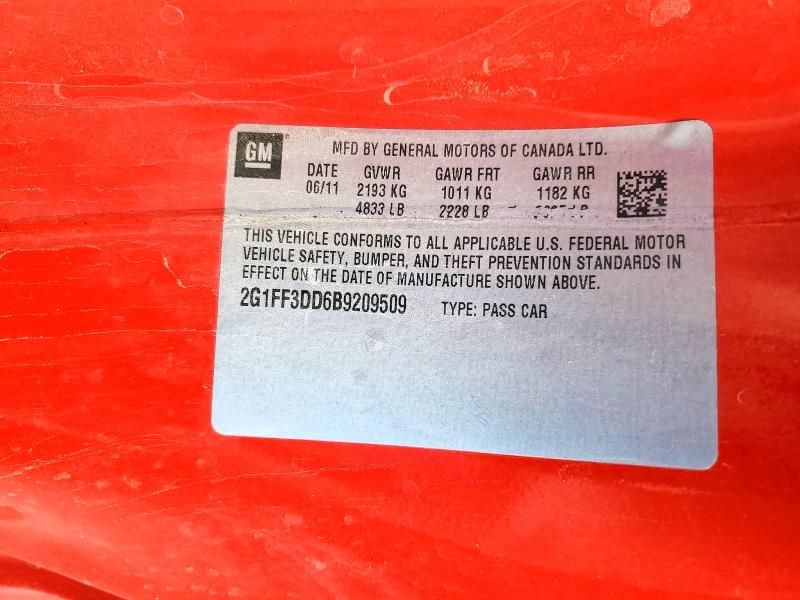 GM
MFD BY GENERAL MOTORS OF CANADA LTD.
DATE GVWR GAWR FRT GAWR RR
06/11 2193 KG 1011 KG 1182 KG
4833 LB 2228 LB
THIS VEHICLE CONFORMS TO ALL APPLICABLE U.S. FEDERAL MOTOR
VEHICLE SAFETY, BUMPER, AND THEFT PREVENTION STANDARDS IN
EFFECT ON THE DATE OF MANUFACTURE SHOWN ABOVE.
2G1FF3DD6B9209509 TYPE: PASS CAR